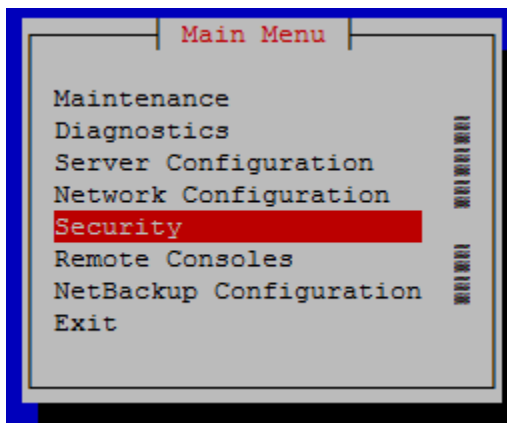 Main Menu
Maintenance
Diagnostics
Server Configuration
Network Configuration
Security
Remote Consoles
NetBackup Configuration
Exit